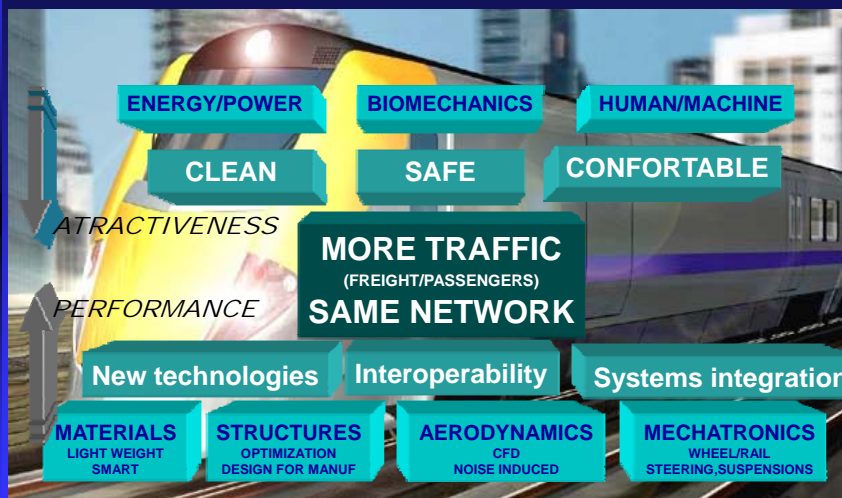 ENERGY/POWER
BIOMECHANICS
HUMAN/MACHINE
CLEAN
SAFE
CONFORTABLE
ATRACTIVENESS
MORE TRAFFIC
(FREIGHT/PASSENGERS)
SAME NETWORK
PERFORMANCE
New technologies
Interoperability
Systems integration
MATERIALS
LIGHT WEIGHT
SMART
STRUCTURES
OPTIMIZATION
DESIGN FOR MANUF
AERODYNAMICS
CFD
NOISE INDUCED
MECHATRONICS
WHEEL/RAIL
STEERING,SUSPENSIONS